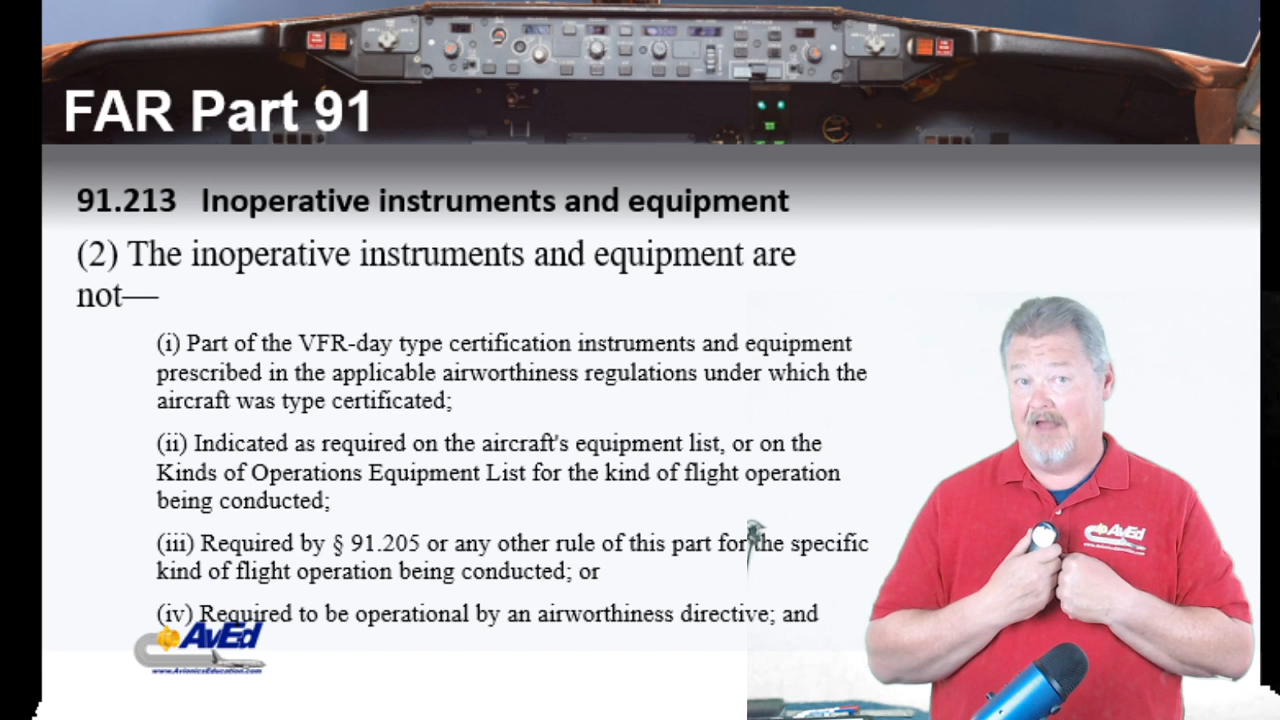 FAR Part 91
91.213 Inoperative instruments and equipment
(2) The inoperative instruments and equipment are
not—
(i) Part of the VFR-day type certification instruments and equipment
prescribed in the applicable airworthiness regulations under which the
aircraft was type certificated;
(ii) Indicated as required on the aircraft's equipment list, or on the
Kinds of Operations Equipment List for the kind of flight operation
being conducted;
(iii) Required by § 91.205 or any other rule of this part for the specific
kind of flight operation being conducted; or
(iv) Required to be operational by an airworthiness directive; and
AvEd
www.AvionicsEducation.com
AvEd